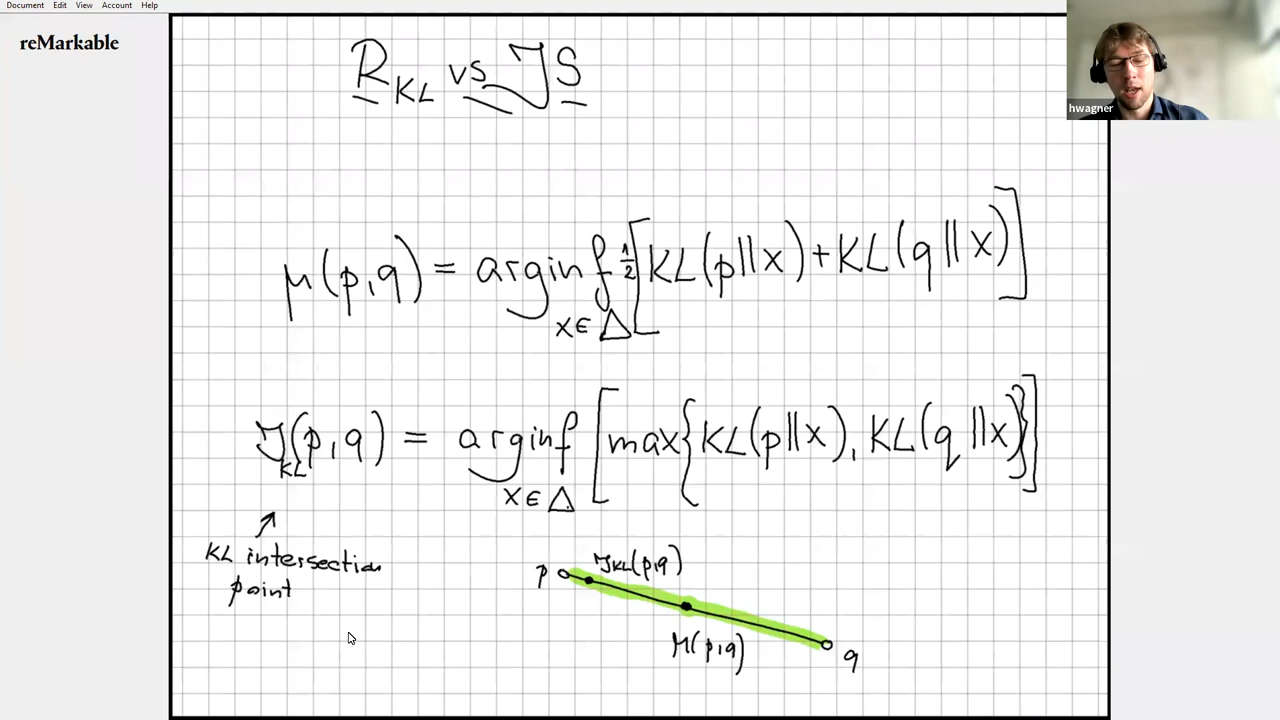 Document Edit View Account Help
reMarkable
hwagner
R_KL vs JS
μ(p,q) = arginf_{x∈Δ} 1/2 [KL(p||x) + KL(q||x)]
J_KL(p,q) = arginf_{x∈Δ} [max{KL(p||x), KL(q||x)}]
KL intersection
point
p
J_KL(p,q)
μ(p,q)
q